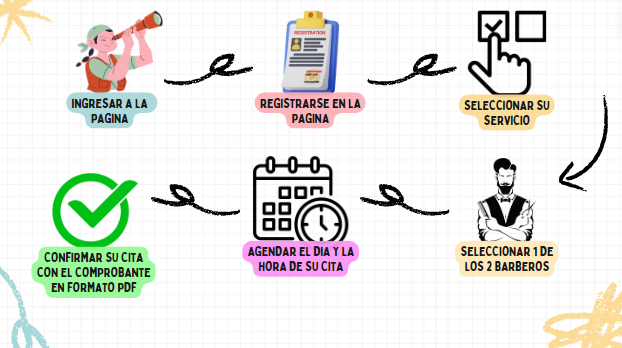 INGRESAR A LA
PAGINA
REGISTRATION
REGISTRARSE EN LA
PAGINA
SELECCIONAR SU
SERVICIO
SELECCIONAR 1 DE
LOS 2 BARBEROS
AGENDAR EL DIA Y LA
HORA DE SU CITA
CONFIRMAR SU CITA
CON EL COMPROBANTE
EN FORMATO PDF